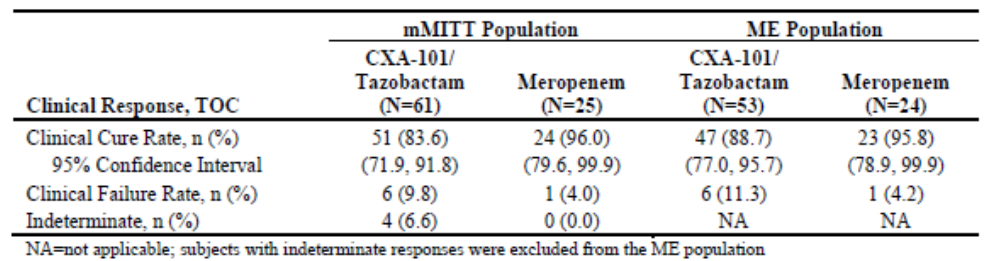 mMITT Population ME Population
CXA-101/ CXA-101/
Tazobactam Meropenem Tazobactam Meropenem
Clinical Response, TOC (N=61) (N=25) (N=53) (N=24)
Clinical Cure Rate, n (%) 51 (83.6) 24 (96.0) 47 (88.7) 23 (95.8)
95% Confidence Interval (71.9, 91.8) (79.6, 99.9) (77.0, 95.7) (78.9, 99.9)
Clinical Failure Rate, n (%) 6 (9.8) 1 (4.0) 6 (11.3) 1 (4.2)
Indeterminate, n (%) 4 (6.6) 0 (0.0) NA NA
NA=not applicable; subjects with indeterminate responses were excluded from the ME population